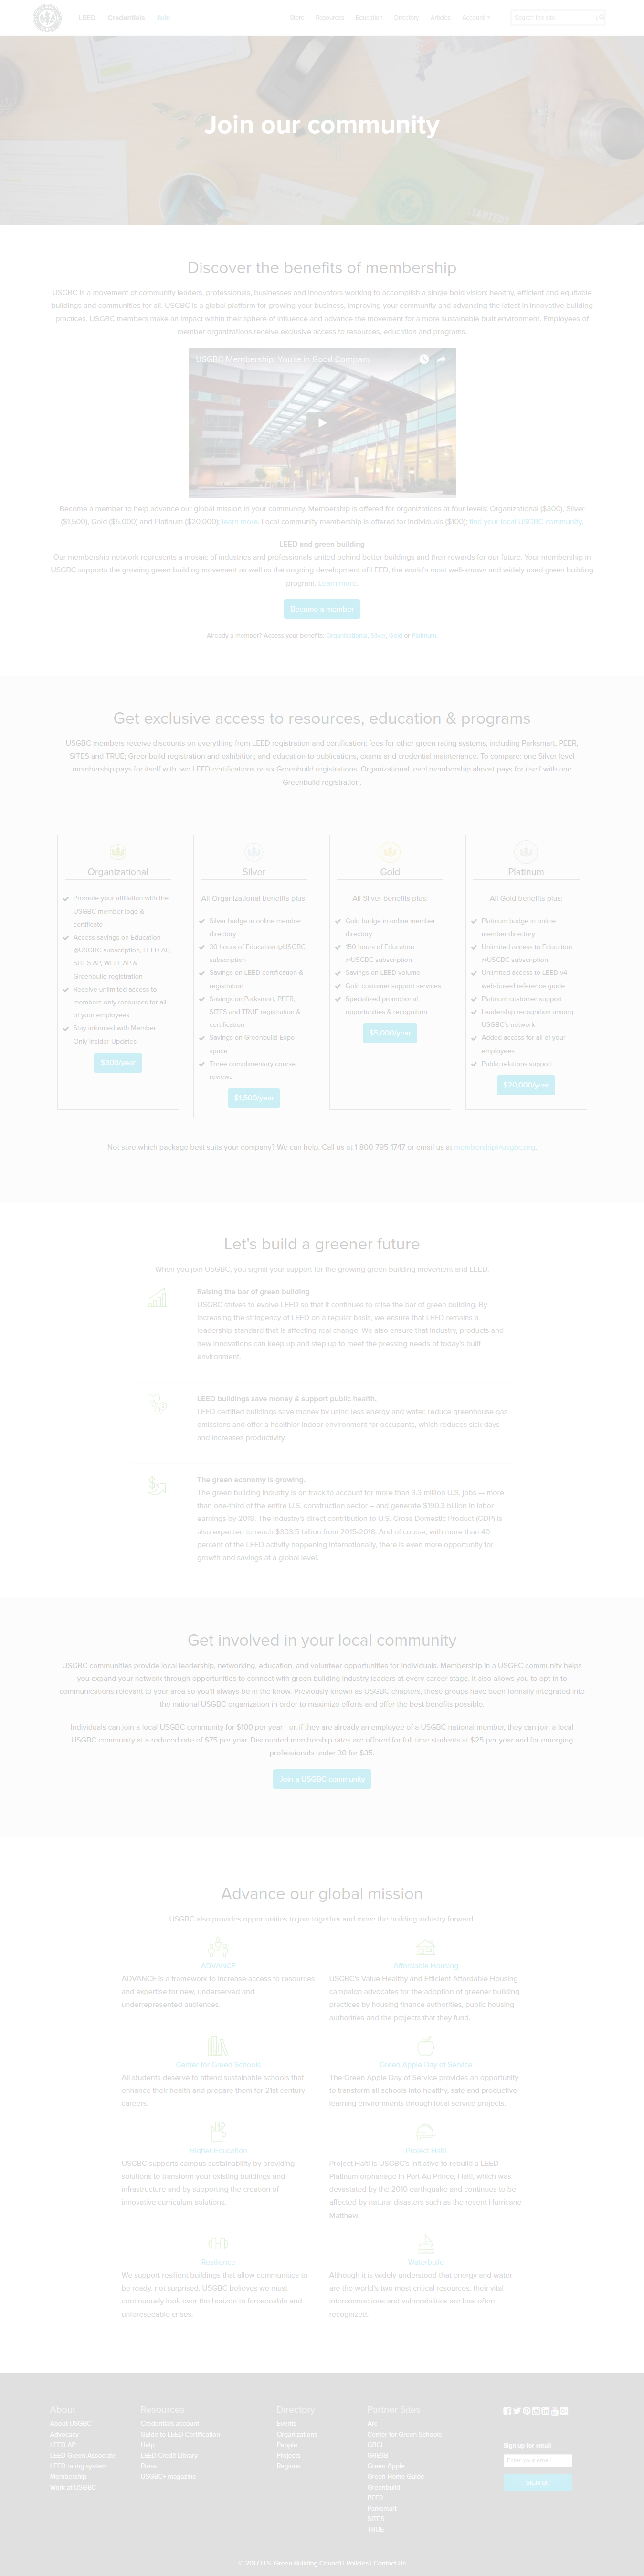 LEED Credentials Join
Store Resources Education Directory Articles Account
Search the site
Join our community
Discover the benefits of membership
USGBC is a movement of community leaders, professionals, businesses and innovators working to accomplish a single bold vision: healthy, efficient and equitable
buildings and communities for all. USGBC is a global platform for growing your business, improving your community and advancing the latest in innovative building
practices. USGBC members make an impact within their sphere of influence and advance the movement for a more sustainable built environment. Employees of
member organizations receive exclusive access to resources, education and programs.
USGBC Membership: You're in Good Company
Become a member to help advance our global mission in your community. Membership is offered for organizations at four levels: Organizational ($300), Silver
($1,500), Gold ($5,000) and Platinum ($20,000); learn more. Local community membership is offered for individuals ($100); find your local USGBC community.
LEED and green building
Our membership network represents a mosaic of industries and professionals united behind better buildings and their rewards for our future. Your membership in
USGBC supports the growing green building movement as well as the ongoing development of LEED, the world's most well-known and widely used green building
program. Learn more.
Become a member
Already a member? Access your benefits: Organizational, Silver, Gold or Platinum.
Get exclusive access to resources, education & programs
USGBC members receive discounts on everything from LEED registration and certification; fees for other green rating systems, including Parksmart, PEER,
SITES and TRUE; Greenbuild registration and exhibition; and education to publications, exams and credential maintenance. To compare: one Silver level
membership pays for itself with two LEED certifications or six Greenbuild registrations. Organizational level membership almost pays for itself with one
Greenbuild registration.
Organizational
Promote your affiliation with the
USGBC member logo &
certificate
Access savings on Education
@USGBC subscription, LEED AP,
SITES AP, WELL AP &
Greenbuild registration
Receive unlimited access to
members-only resources for all
of your employees
Stay informed with Member
Only Insider Updates
$300/year
Silver
All Organizational benefits plus:
Silver badge in online member
directory
30 hours of Education @USGBC
subscription
Savings on LEED certification &
registration
Savings on Parksmart, PEER,
SITES and TRUE registration &
certification
Savings on Greenbuild Expo
space
Three complimentary course
reviews
$1,500/year
Gold
All Silver benefits plus:
Gold badge in online member
directory
150 hours of Education
@USGBC subscription
Savings on LEED volume
Gold customer support services
Specialized promotional
opportunities & recognition
$5,000/year
Platinum
All Gold benefits plus:
Platinum badge in online
member directory
Unlimited access to Education
@USGBC subscription
Unlimited access to LEED v4
web-based reference guide
Platinum customer support
Leadership recognition among
USGBC's network
Added access for all of your
employees
Public relations support
$20,000/year
Not sure which package best suits your company? We can help. Call us at 1-800-795-1747 or email us at membership@usgbc.org.
Let's build a greener future
When you join USGBC, you signal your support for the growing green building movement and LEED.
Raising the bar of green building
USGBC strives to evolve LEED so that it continues to raise the bar of green building. By
increasing the stringency of LEED on a regular basis, we ensure that LEED remains a
leadership standard that is affecting real change. We also ensure that industry, products and
new innovations can keep up and step up to meet the pressing needs of today's built
environment.
LEED buildings save money & support public health.
LEED certified buildings save money by using less energy and water, reduce greenhouse gas
emissions and offer a healthier indoor environment for occupants, which reduces sick days
and increases productivity.
The green economy is growing.
The green building industry is on track to account for more than 3.3 million U.S. jobs -- more
than one-third of the entire U.S. construction sector -- and generate $190.3 billion in labor
earnings by 2018. The industry's direct contribution to U.S. Gross Domestic Product (GDP) is
also expected to reach $303.5 billion from 2015-2018. And of course, with more than 40
percent of the LEED activity happening internationally, there is even more opportunity for
growth and savings at a global level.
Get involved in your local community
USGBC communities provide local leadership, networking, education, and volunteer opportunities for individuals. Membership in a USGBC community helps
you expand your network through opportunities to connect with green building industry leaders at every career stage. It also allows you to opt-in to
communications relevant to your area so you'll always be in the know. Previously known as USGBC chapters, these groups have been formally integrated into
the national USGBC organization in order to maximize efforts and offer the best benefits possible.
Individuals can join a local USGBC community for $100 per year—or, if they are already an employee of a USGBC national member, they can join a local
USGBC community at a reduced rate of $75 per year. Discounted membership rates are offered for full-time students at $25 per year and for emerging
professionals under 30 for $35.
Join a USGBC community
Advance our global mission
USGBC also provides opportunities to join together and move the building industry forward.
ADVANCE
ADVANCE is a framework to increase access to resources
and expertise for new, underserved and
underrepresented audiences.
Affordable Housing
USGBC's Value Healthy and Efficient Affordable Housing
campaign advocates for the adoption of greener building
practices by housing finance authorities, public housing
authorities and the projects that they fund.
Center for Green Schools
All students deserve to attend sustainable schools that
enhance their health and prepare them for 21st century
careers.
Green Apple Day of Service
The Green Apple Day of Service provides an opportunity
to transform all schools into healthy, safe and productive
learning environments through local service projects.
Higher Education
USGBC supports campus sustainability by providing
solutions to transform your existing buildings and
infrastructure and by supporting the creation of
innovative curriculum solutions.
Project Haiti
Project Haiti is USGBC's initiative to rebuild a LEED
Platinum orphanage in Port Au Prince, Haiti, which was
devastated by the 2010 earthquake and continues to be
affected by natural disasters such as the recent Hurricane
Matthew.
Resilience
We support resilient buildings that allow communities to
be ready, not surprised. USGBC believes we must
continuously look over the horizon to foreseeable and
unforeseeable crises.
Waterbuild
Although it is widely understood that energy and water
are the world's two most critical resources, their vital
interconnections and vulnerabilities are less often
recognized.
About
About USGBC
Advocacy
LEED AP
LEED Green Associate
LEED rating system
Membership
Work at USGBC
Resources
Credentials account
Guide to LEED Certification
Help
LEED Credit Library
Press
USGBC+ magazine
Directory
Events
Organizations
People
Projects
Regions
Partner Sites
Arc
Center for Green Schools
GBCI
GRESB
Green Apple
Green Home Guide
Greenbuild
PEER
Parksmart
SITES
TRUE
Sign up for email
Enter your email
SIGN UP
© 2017 U.S. Green Building Council | Policies | Contact Us